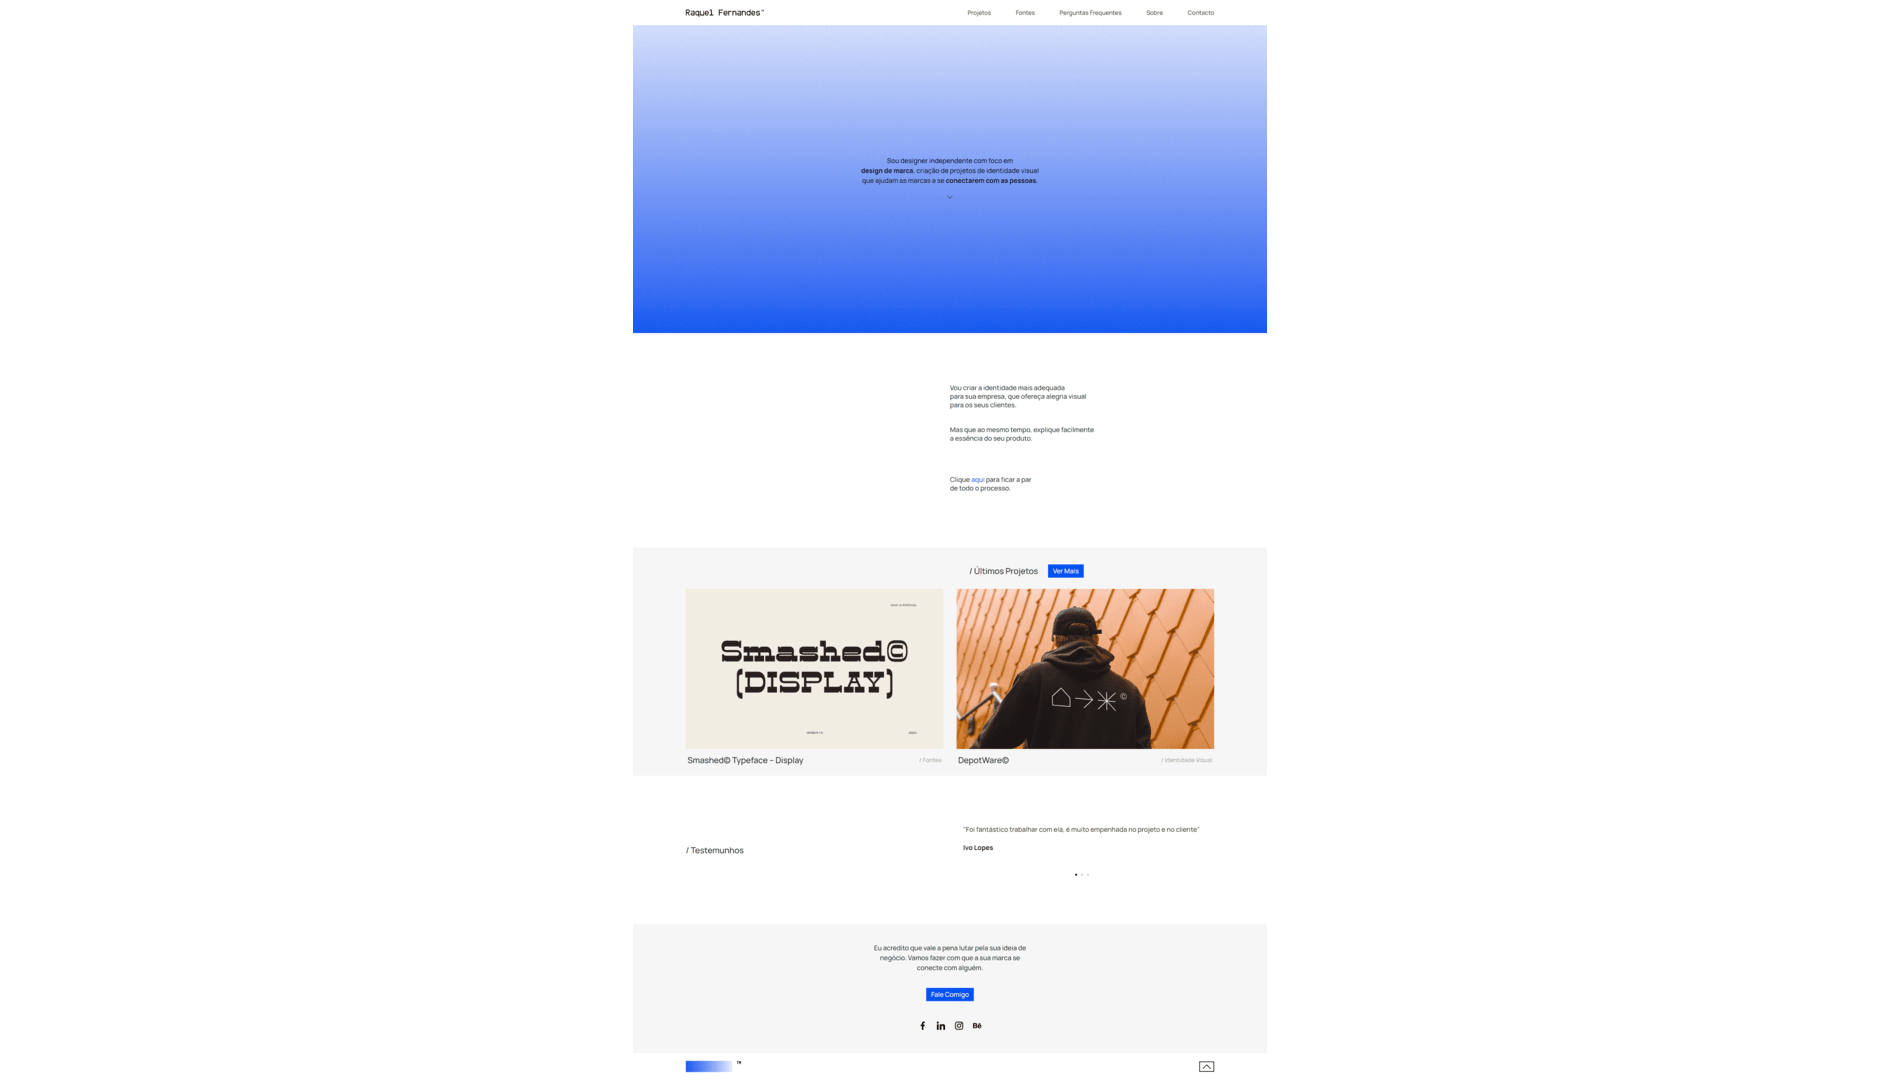 Raquel Fernandes™
Projetos
Fontes
Perguntas Frequentes
Sobre
Contacto
Sou designer independente com foco em
design de marca, criação de projetos de identidade visual
que ajudam as marcas a se conectarem com as pessoas.
Vou criar a identidade mais adequada
para sua empresa, que ofereça alegria visual
para os seus clientes.
Mas que ao mesmo tempo, explique facilmente
a essência do seu produto.
Clique aqui para ficar a par
de todo o processo.
/ Últimos Projetos
Ver Mais
Smashed©
(DISPLAY)
©
Smashed© Typeface – Display
/ Fontes
DepotWare©
/ Identidade Visual
/ Testemunhos
"Foi fantástico trabalhar com ela, é muito empenhada no projeto e no cliente"
Ivo Lopes
Eu acredito que vale a pena lutar pela sua ideia de
negócio. Vamos fazer com que a sua marca se
conecte com alguém.
Fale Comigo
Bē
TM